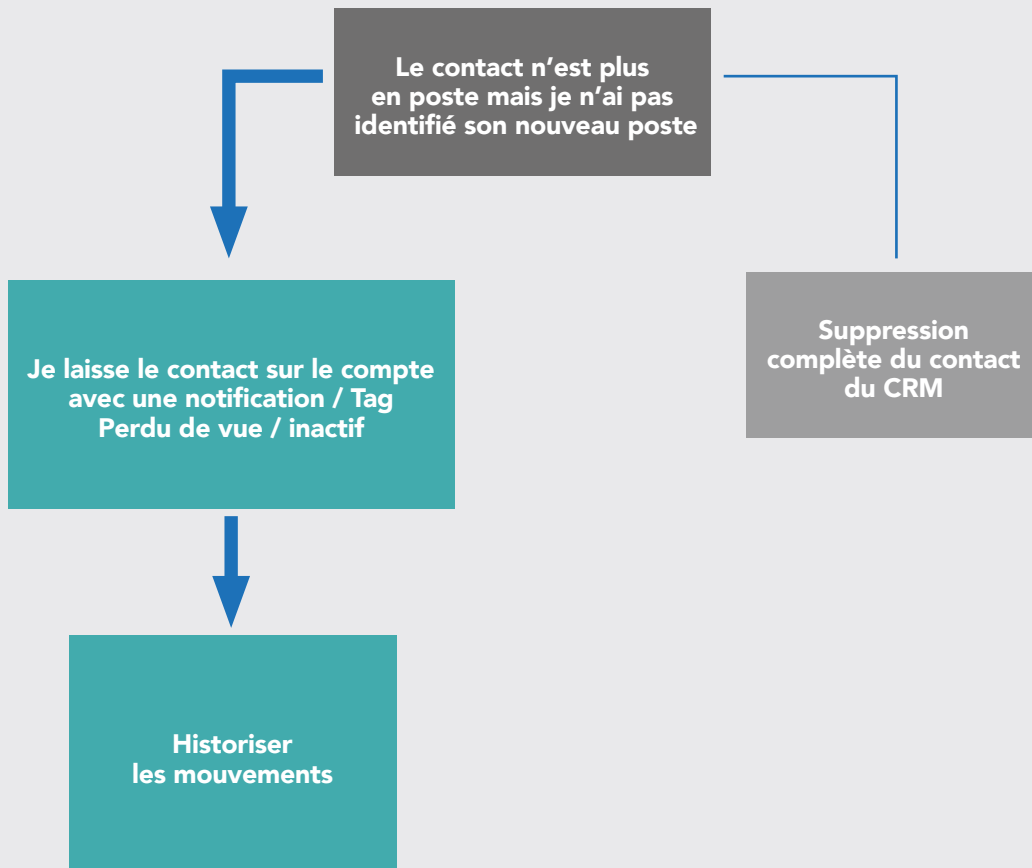 Le contact n’est plus
en poste mais je n’ai pas
identifié son nouveau poste
Je laisse le contact sur le compte
avec une notification / Tag
Perdu de vue / inactif
Suppression
complète du contact
du CRM
Historiser
les mouvements